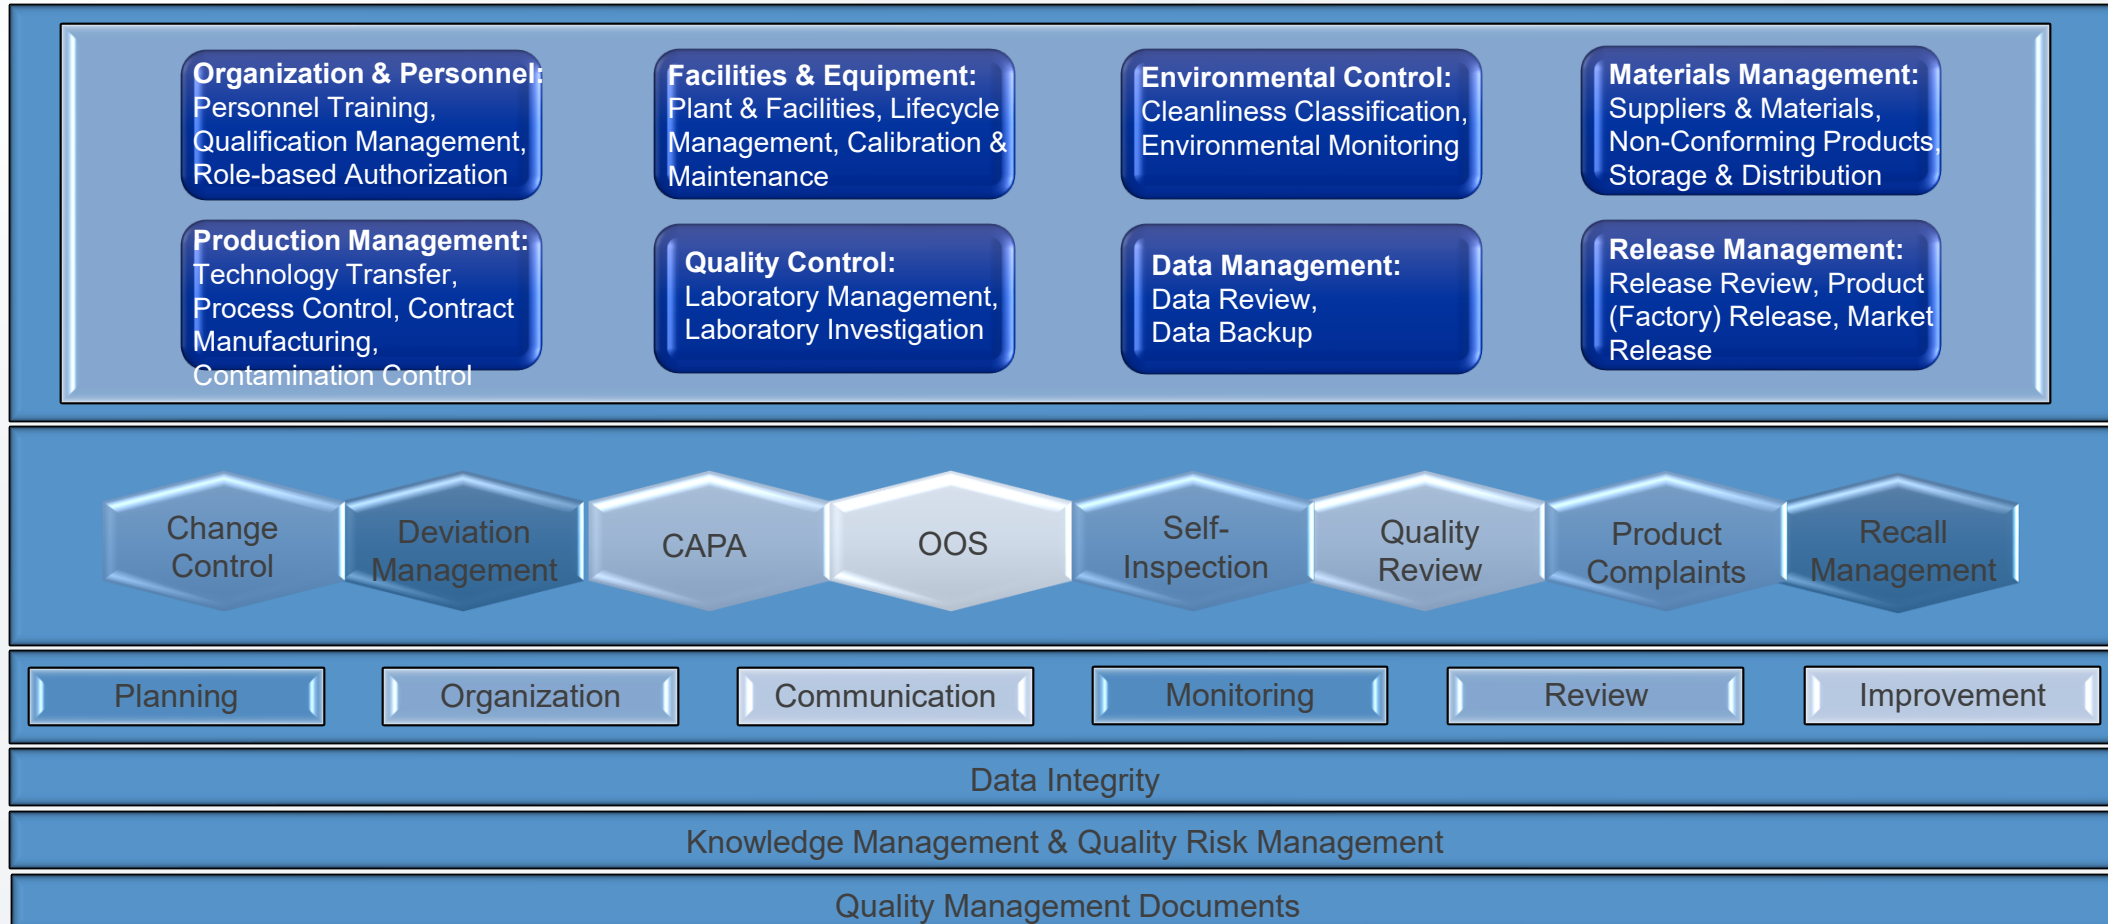 Organization & Personnel:
Personnel Training,
Qualification Management,
Role-based Authorization
Facilities & Equipment:
Plant & Facilities, Lifecycle
Management, Calibration &
Maintenance
Environmental Control:
Cleanliness Classification,
Environmental Monitoring
Materials Management:
Suppliers & Materials,
Non-Conforming Products,
Storage & Distribution
Production Management:
Technology Transfer,
Process Control, Contract
Manufacturing,
Contamination Control
Quality Control:
Laboratory Management,
Laboratory Investigation
Data Management:
Data Review,
Data Backup
Release Management:
Release Review, Product
(Factory) Release, Market
Release
Change
Control
Deviation
Management
CAPA
OOS
Self-
Inspection
Quality
Review
Product
Complaints
Recall
Management
Planning
Organization
Communication
Monitoring
Review
Improvement
Data Integrity
Knowledge Management & Quality Risk Management
Quality Management Documents